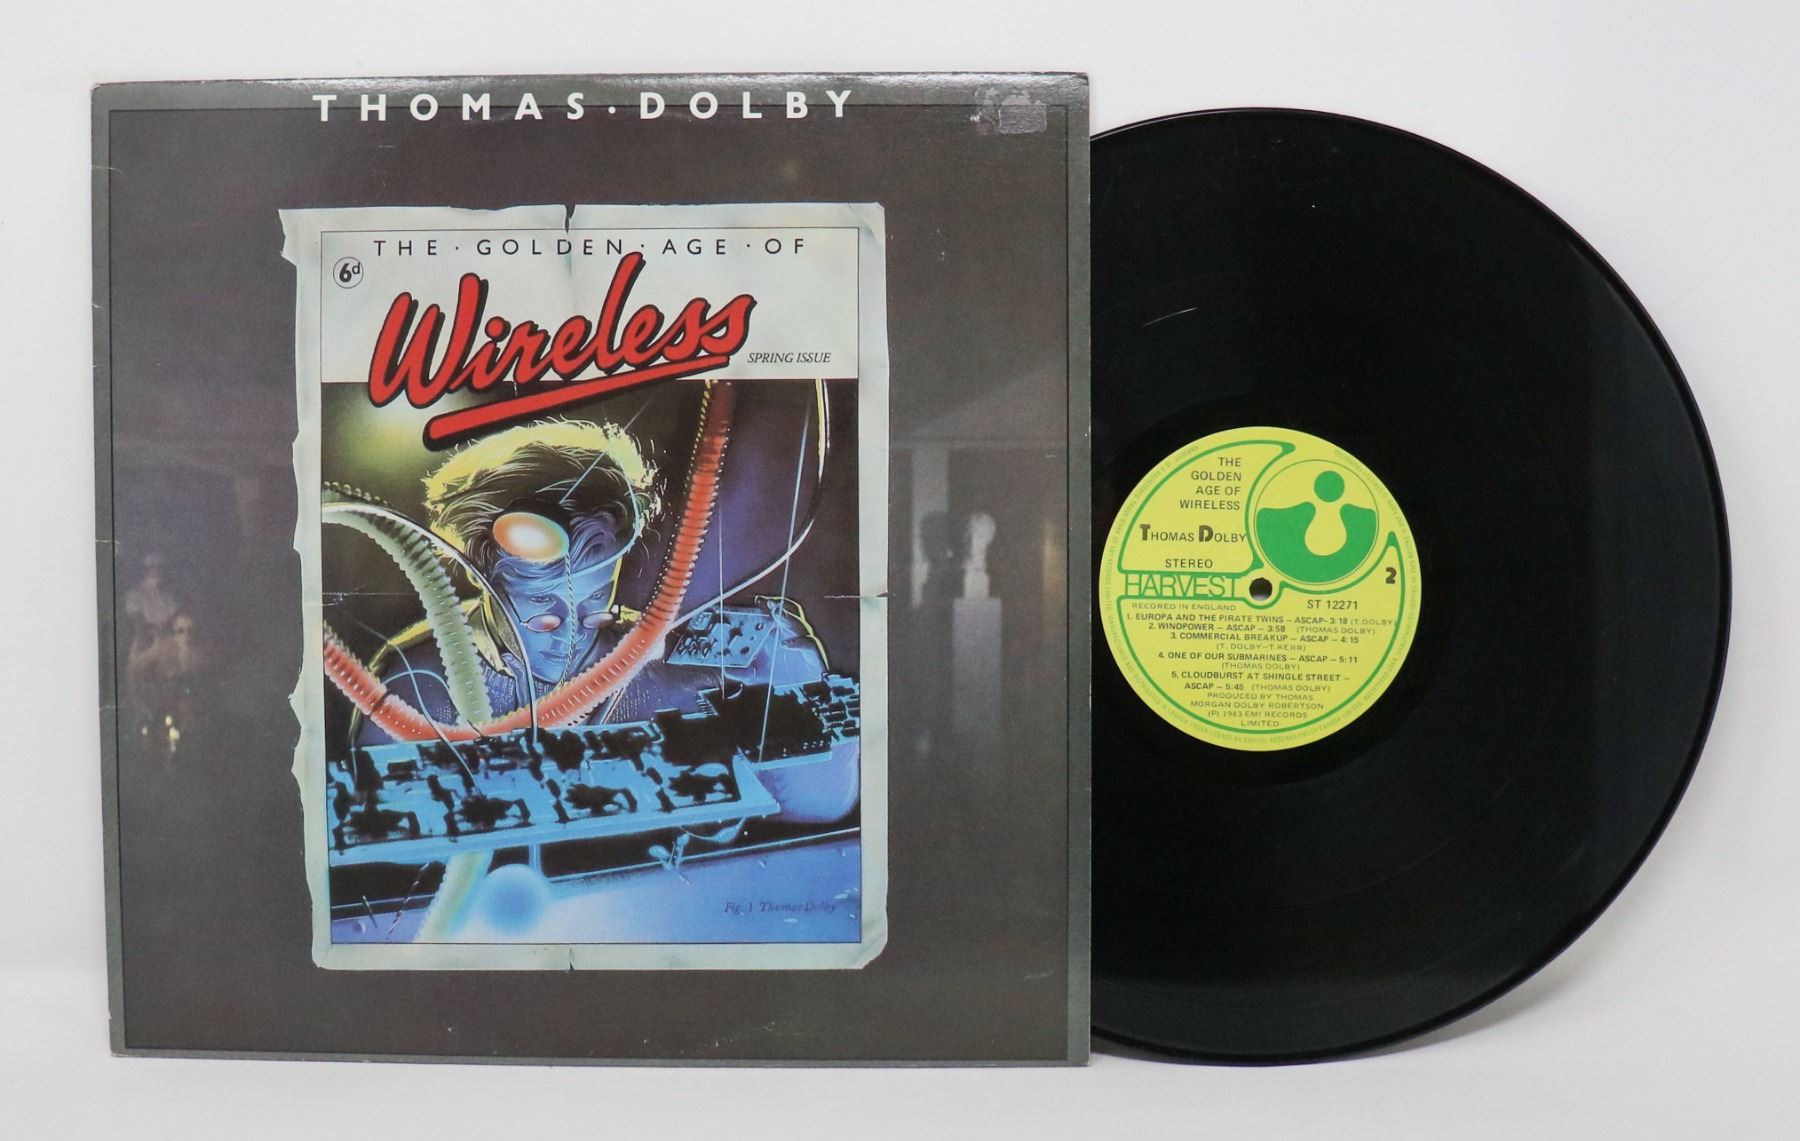 THOMAS·DOLBY
THE·GOLDEN·AGE·OF
6d
Wireless
SPRING ISSUE
Fig. 1 Thomas Dolby
THE
GOLDEN
AGE OF
WIRELESS
THOMAS DOLBY
STEREO
HARVEST
2
RECORED IN ENGLAND
ST 12271
1. EUROPA AND THE PIRATE TWINS – ASCAP – 3:18 (T. DOLBY)
2. WINDPOWER – ASCAP – 3:58 (THOMAS DOLBY)
3. COMMERCIAL BREAKUP – ASCAP – 4:15
(T. DOLBY–T. KERR)
4. ONE OF OUR SUBMARINES – ASCAP – 5:11
(THOMAS DOLBY)
5. CLOUDBURST AT SHINGLE STREET –
ASCAP – 5:45 (THOMAS DOLBY)
PRODUCED BY THOMAS
MORGAN DOLBY ROBERTSON
(P) 1983 EMI RECORDS
LIMITED